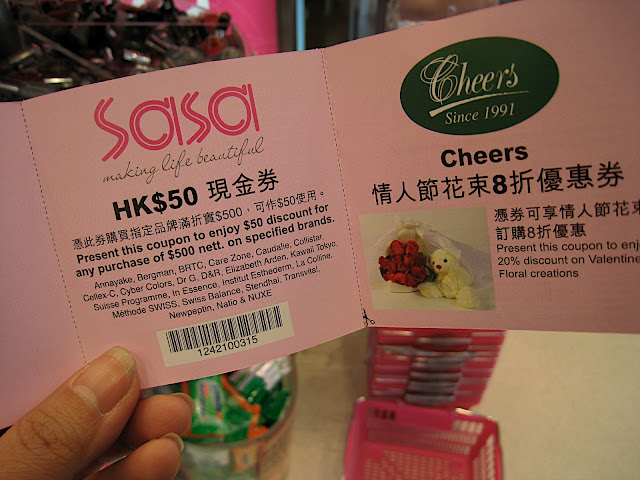 sasa
making life beautiful
HK$50 現金券
憑此券購買指定品牌滿折實$500，可作$50使用。
Present this coupon to enjoy $50 discount for
any purchase of $500 nett. on specified brands.
Annayake, Bergman, BRTC, Care Zone, Caudalie, Collistar,
Cellex-C, Cyber Colors, Dr G, D&R, Elizabeth Arden, Kawaii Tokyo,
Suisse Programme, In Essence, Institut Esthederm, La Coline,
Méthode SWISS, Swiss Balance, Stendhal, Transvital,
Newpeptin, Natio & NUXE
1242100315
Cheers
Since 1991
Cheers
情人節花束8折優惠券
憑券可享情人節花束
訂購8折優惠
Present this coupon to
20% discount on Valentine
Floral creations